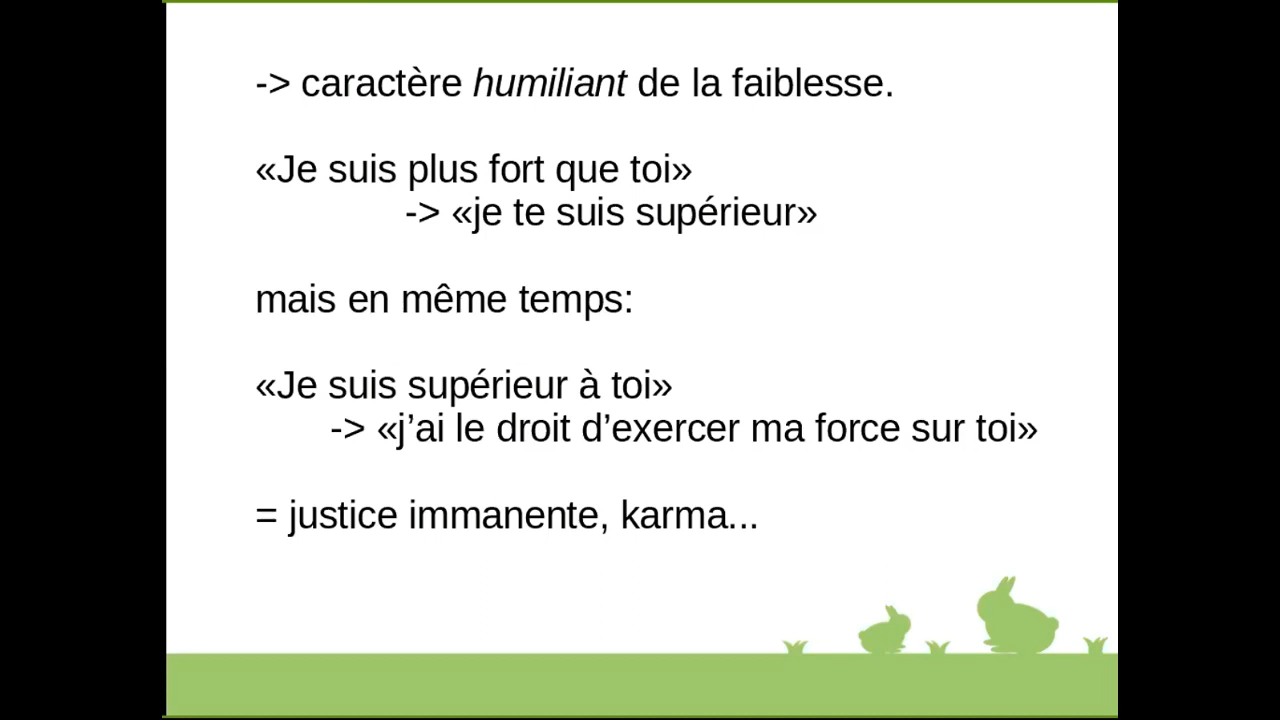 -> caractère humiliant de la faiblesse.
«Je suis plus fort que toi»
-> «je te suis supérieur»
mais en même temps:
«Je suis supérieur à toi»
-> «j’ai le droit d’exercer ma force sur toi»
= justice immanente, karma...